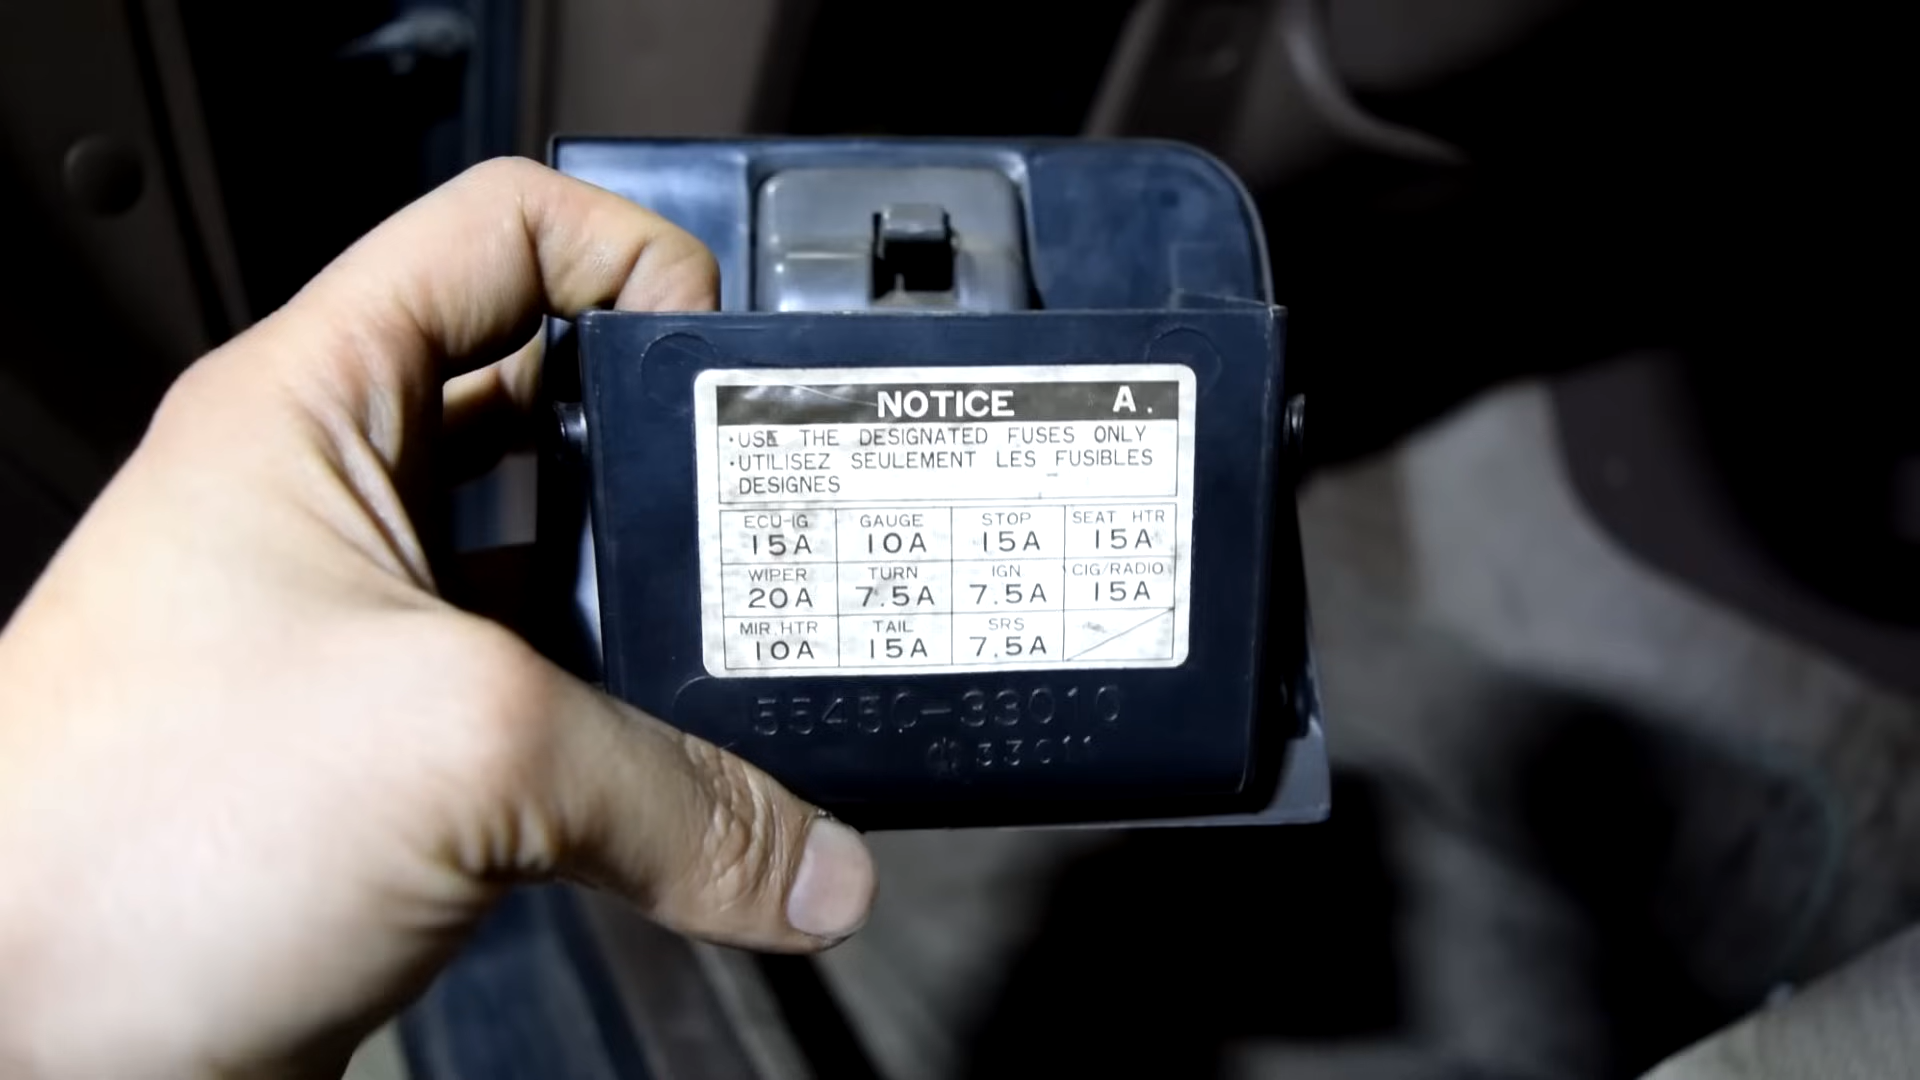 NOTICE A.
·USE THE DESIGNATED FUSES ONLY
·UTILISEZ SEULEMENT LES FUSIBLES
DESIGNES
ECU-IG GAUGE STOP SEAT HTR
15A 10A 15A 15A
WIPER TURN IGN CIG/RADIO
20A 7.5A 7.5A 15A
MIR.HTR TAIL SRS
10A 15A 7.5A
55450-33010
33011